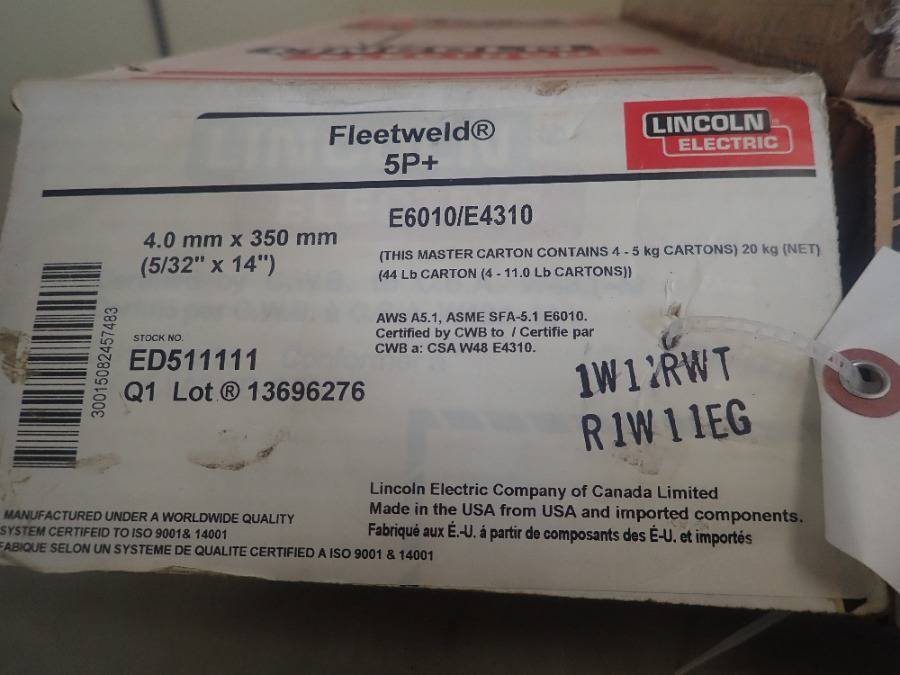 Fleetweld®
5P+
LINCOLN
ELECTRIC
E6010/E4310
4.0 mm x 350 mm
(5/32" x 14")
(THIS MASTER CARTON CONTAINS 4 - 5 kg CARTONS) 20 kg (NET)
(44 Lb CARTON (4 - 11.0 Lb CARTONS))
AWS A5.1, ASME SFA-5.1 E6010.
Certified by CWB to / Certifie par
CWB a: CSA W48 E4310.
30015082457483
STOCK NO.
ED511111
Q1 Lot ® 13696276
RWT
R1W11EG
Lincoln Electric Company of Canada Limited
Made in the USA from USA and imported components.
Fabriqué aux É.-U. á partir de composants des É-U. et importés
MANUFACTURED UNDER A WORLDWIDE QUALITY
SYSTEM CERTIFEID TO ISO 9001& 14001
FABIQUE SELON UN SYSTEME DE QUALITE CERTIFIED A ISO 9001 & 14001